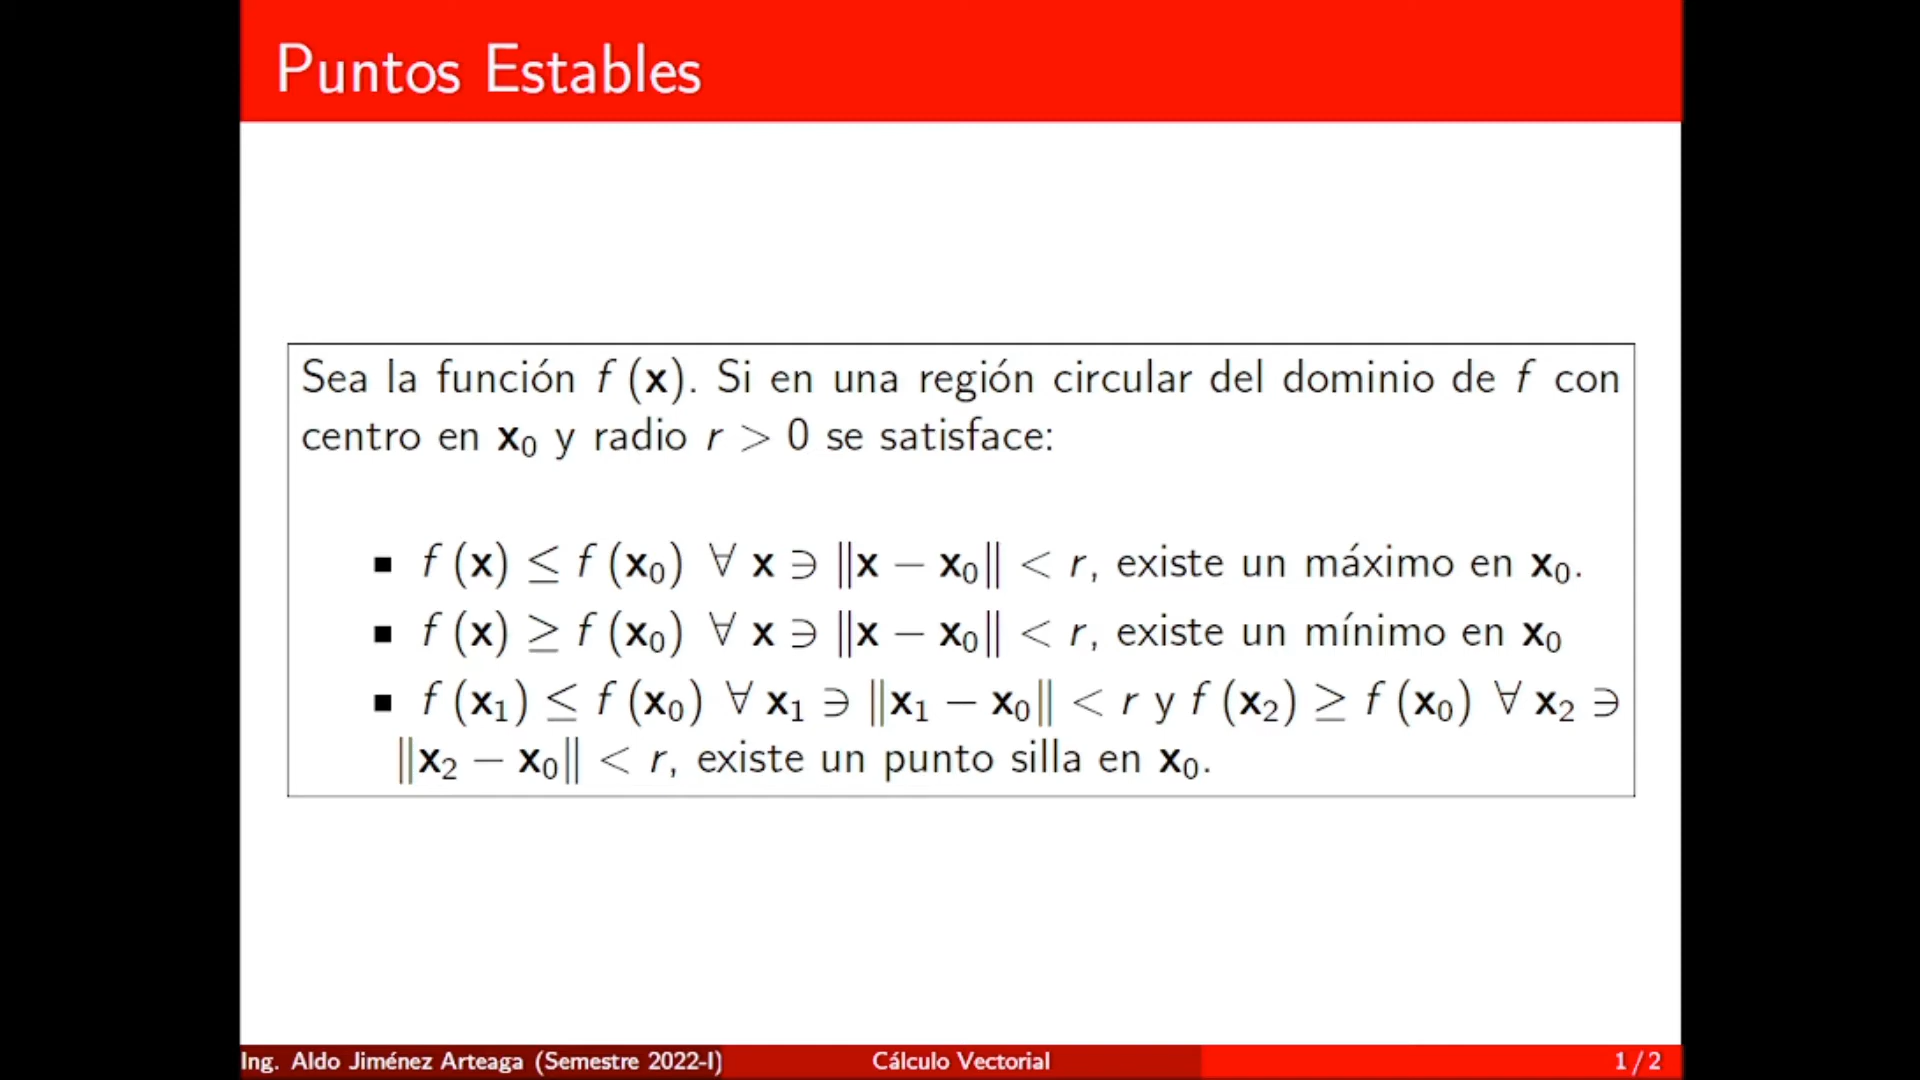 Puntos Estables
Sea la función f (x). Si en una región circular del dominio de f con
centro en x₀ y radio r > 0 se satisface:
▪ f (x) ≤ f (x₀) ∀ x ∋ ‖x − x₀‖ < r, existe un máximo en x₀.
▪ f (x) ≥ f (x₀) ∀ x ∋ ‖x − x₀‖ < r, existe un mínimo en x₀
▪ f (x₁) ≤ f (x₀) ∀ x₁ ∋ ‖x₁ − x₀‖ < r y f (x₂) ≥ f (x₀) ∀ x₂ ∋
‖x₂ − x₀‖ < r, existe un punto silla en x₀.
Ing. Aldo Jiménez Arteaga (Semestre 2022-I) Cálculo Vectorial 1 / 2